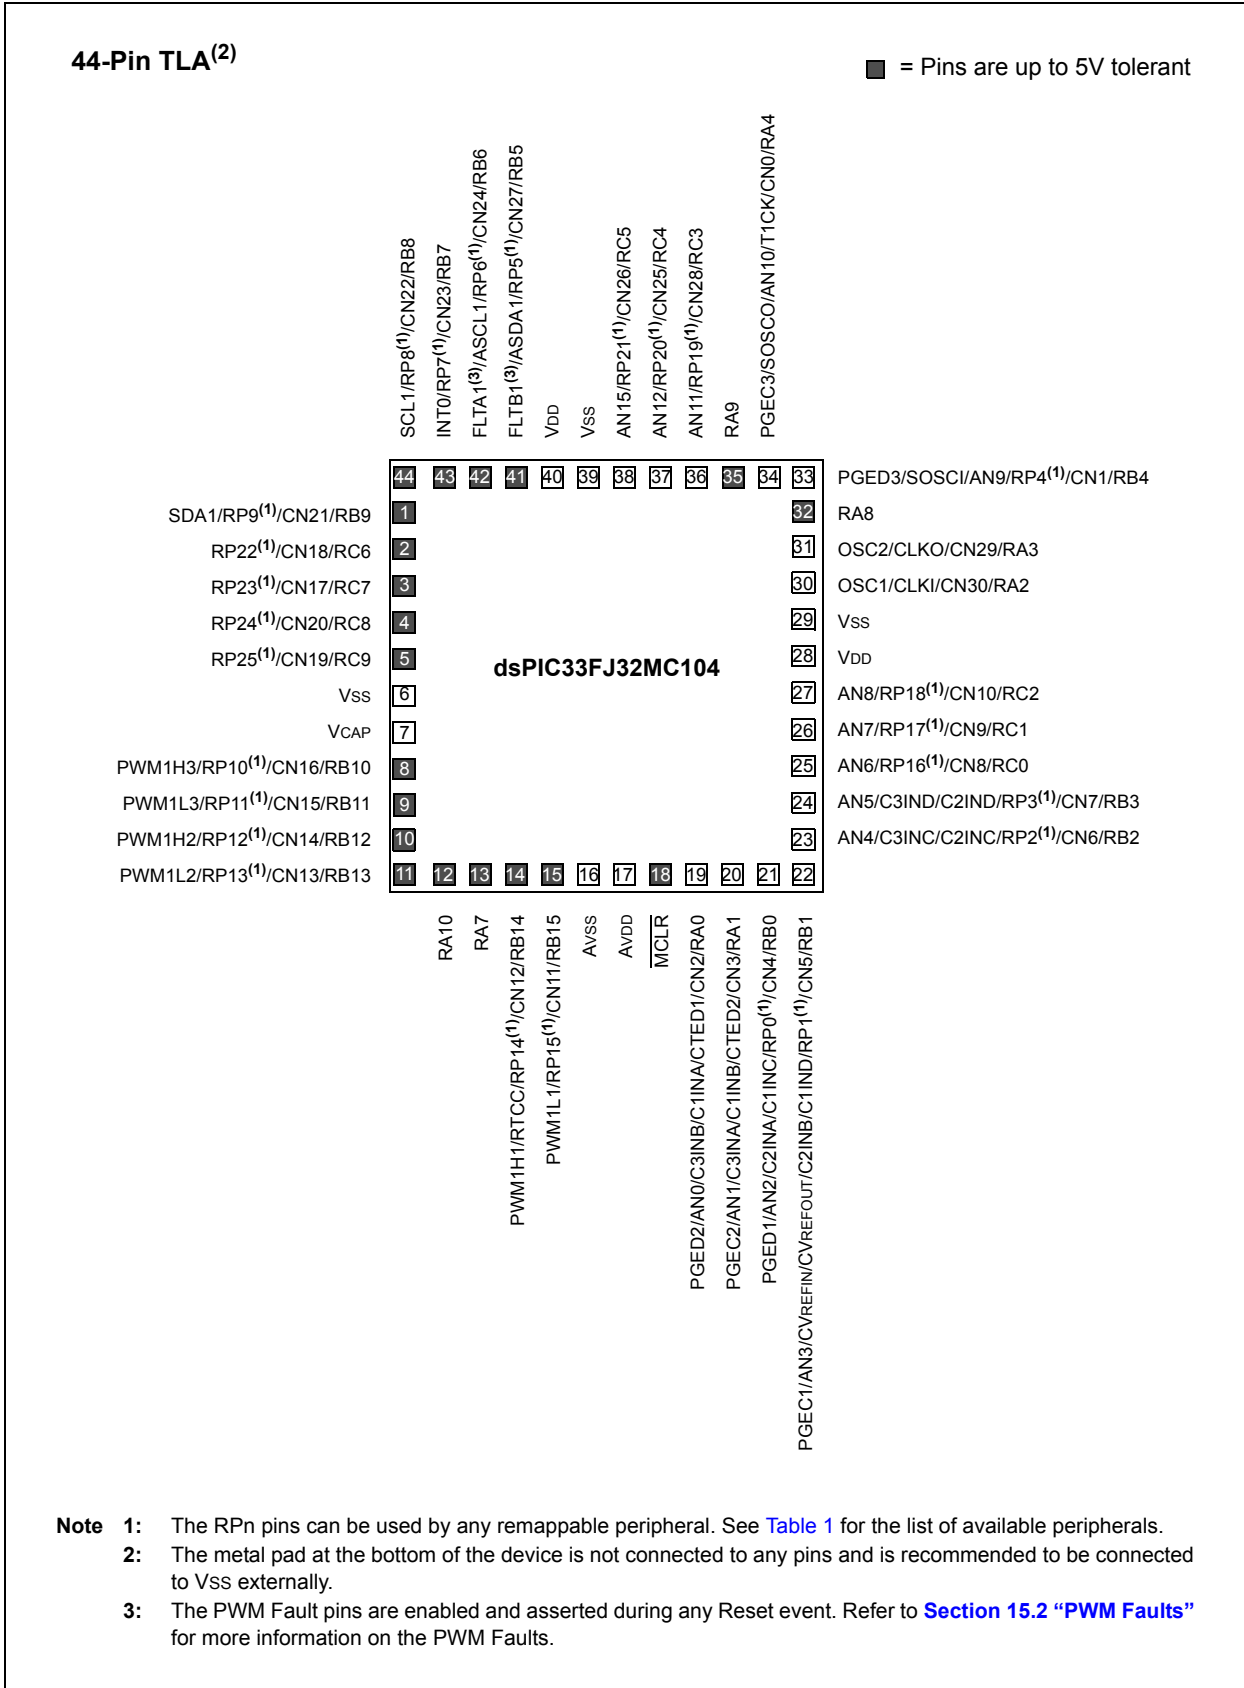 44-Pin TLA(2)
= Pins are up to 5V tolerant
SCL1/RP8(1)/CN22/RB8
INT0/RP7(1)/CN23/RB7
FLTA1(3)/ASCL1/RP6(1)/CN24/RB6
FLTB1(3)/ASDA1/RP5(1)/CN27/RB5
VDD
VSS
AN15/RP21(1)/CN26/RC5
AN12/RP20(1)/CN25/RC4
AN11/RP19(1)/CN28/RC3
RA9
PGEC3/SOSCO/AN10/T1CK/CN0/RA4
44 43 42 41 40 39 38 37 36 35 34 33 PGED3/SOSCI/AN9/RP4(1)/CN1/RB4
SDA1/RP9(1)/CN21/RB9 1 32 RA8
RP22(1)/CN18/RC6 2 31 OSC2/CLKO/CN29/RA3
RP23(1)/CN17/RC7 3 30 OSC1/CLKI/CN30/RA2
RP24(1)/CN20/RC8 4 29 VSS
RP25(1)/CN19/RC9 5 dsPIC33FJ32MC104 28 VDD
VSS 6 27 AN8/RP18(1)/CN10/RC2
VCAP 7 26 AN7/RP17(1)/CN9/RC1
PWM1H3/RP10(1)/CN16/RB10 8 25 AN6/RP16(1)/CN8/RC0
PWM1L3/RP11(1)/CN15/RB11 9 24 AN5/C3IND/C2IND/RP3(1)/CN7/RB3
PWM1H2/RP12(1)/CN14/RB12 10 23 AN4/C3INC/C2INC/RP2(1)/CN6/RB2
PWM1L2/RP13(1)/CN13/RB13 11 12 13 14 15 16 17 18 19 20 21 22
RA10
RA7
PWM1H1/RTCC/RP14(1)/CN12/RB14
PWM1L1/RP15(1)/CN11/RB15
AVSS
AVDD
MCLR
PGED2/AN0/C3INB/C1INA/CTED1/CN2/RA0
PGEC2/AN1/C3INA/C1INB/CTED2/CN3/RA1
PGED1/AN2/C2INA/C1INC/RP0(1)/CN4/RB0
PGEC1/AN3/CVREFIN/CVREFOUT/C2INB/C1IND/RP1(1)/CN5/RB1
Note 1: The RPn pins can be used by any remappable peripheral. See Table 1 for the list of available peripherals.
2: The metal pad at the bottom of the device is not connected to any pins and is recommended to be connected
to VSS externally.
3: The PWM Fault pins are enabled and asserted during any Reset event. Refer to Section 15.2 “PWM Faults”
for more information on the PWM Faults.